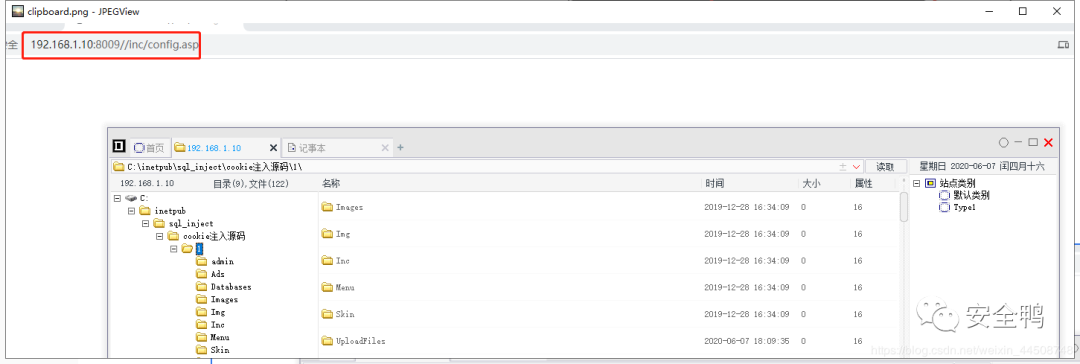 clipboard.png - JPEGView
全 192.168.1.10:8009//inc/config.asp
首页 192.168.1.10 记事本
C:\inetpub\sql_inject\cookie注入源码\1\ 读取 星期日 2020-06-07 闰四月十六
192.168.1.10 目录(9),文件(122) 名称 时间 大小 属性 站点类别
C: 默认类别
inetpub Images 2019-12-28 16:34:09 0 16 Type1
sql_inject Img 2019-12-28 16:34:09 0 16
cookie注入源码
1
admin Inc 2019-12-28 16:34:09 0 16
Ads
Databases Menu 2019-12-28 16:34:09 0 16
Images
Img Skin 2019-12-28 16:34:09 0 16
Inc
Menu UploadFiles 2020-06-07 18:09:35 16
Skin
安全鸭